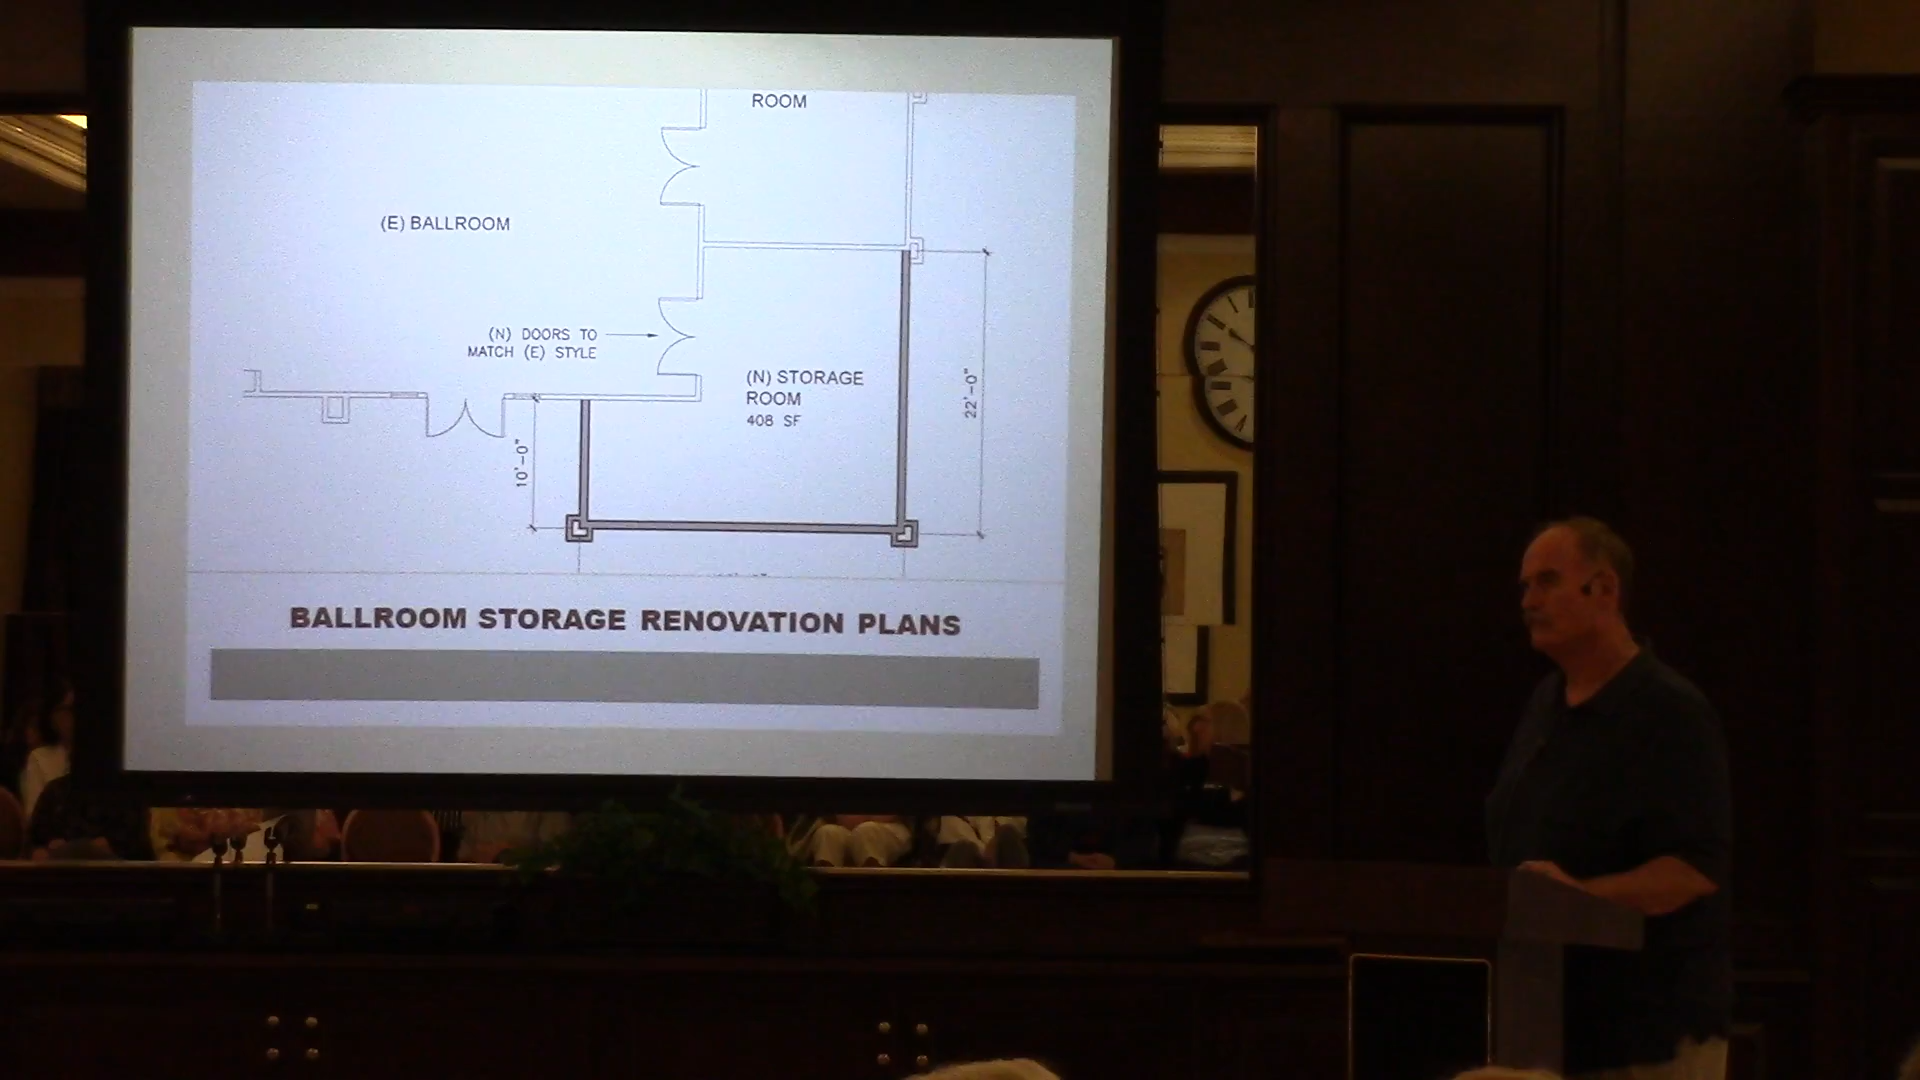 ROOM
(E) BALLROOM
(N) DOORS TO
MATCH (E) STYLE
(N) STORAGE
ROOM
408 SF
22'-0"
10'-0"
BALLROOM STORAGE RENOVATION PLANS